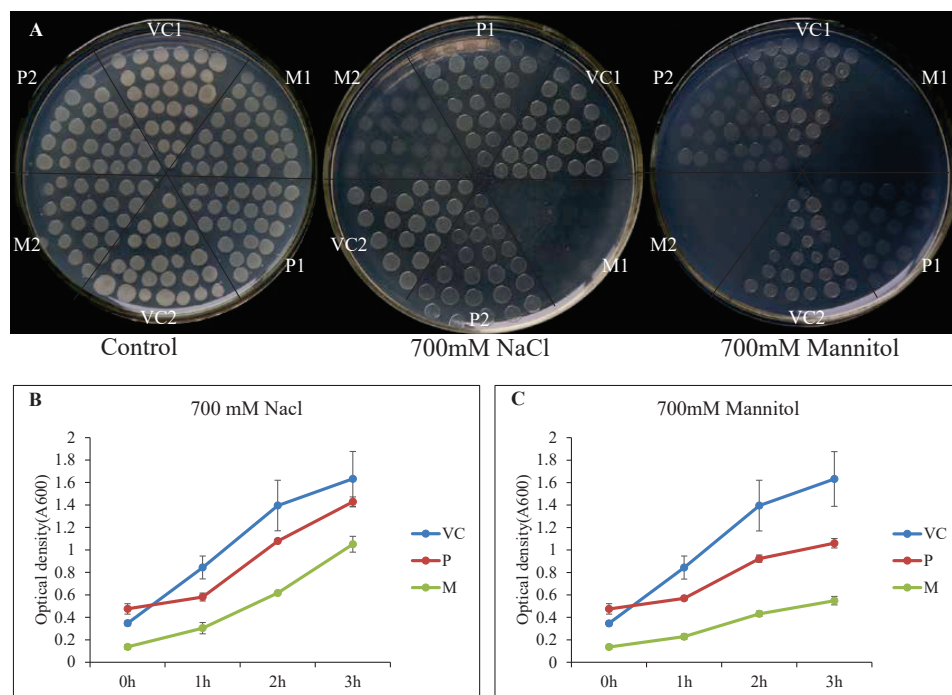 A
VC1
P2
M1
M2
P1
VC2
Control
P1
M2
VC1
VC2
M1
P2
700mM NaCl
VC1
P2
M1
M2
P1
VC2
700mM Mannitol
B
700 mM Nacl
Optical density(A600)
2
1.8
1.6
1.4
1.2
1
0.8
0.6
0.4
0.2
0
0h 1h 2h 3h
VC
P
M
C
700mM Mannitol
Optical density(A600)
2
1.8
1.6
1.4
1.2
1
0.8
0.6
0.4
0.2
0
0h 1h 2h 3h
VC
P
M